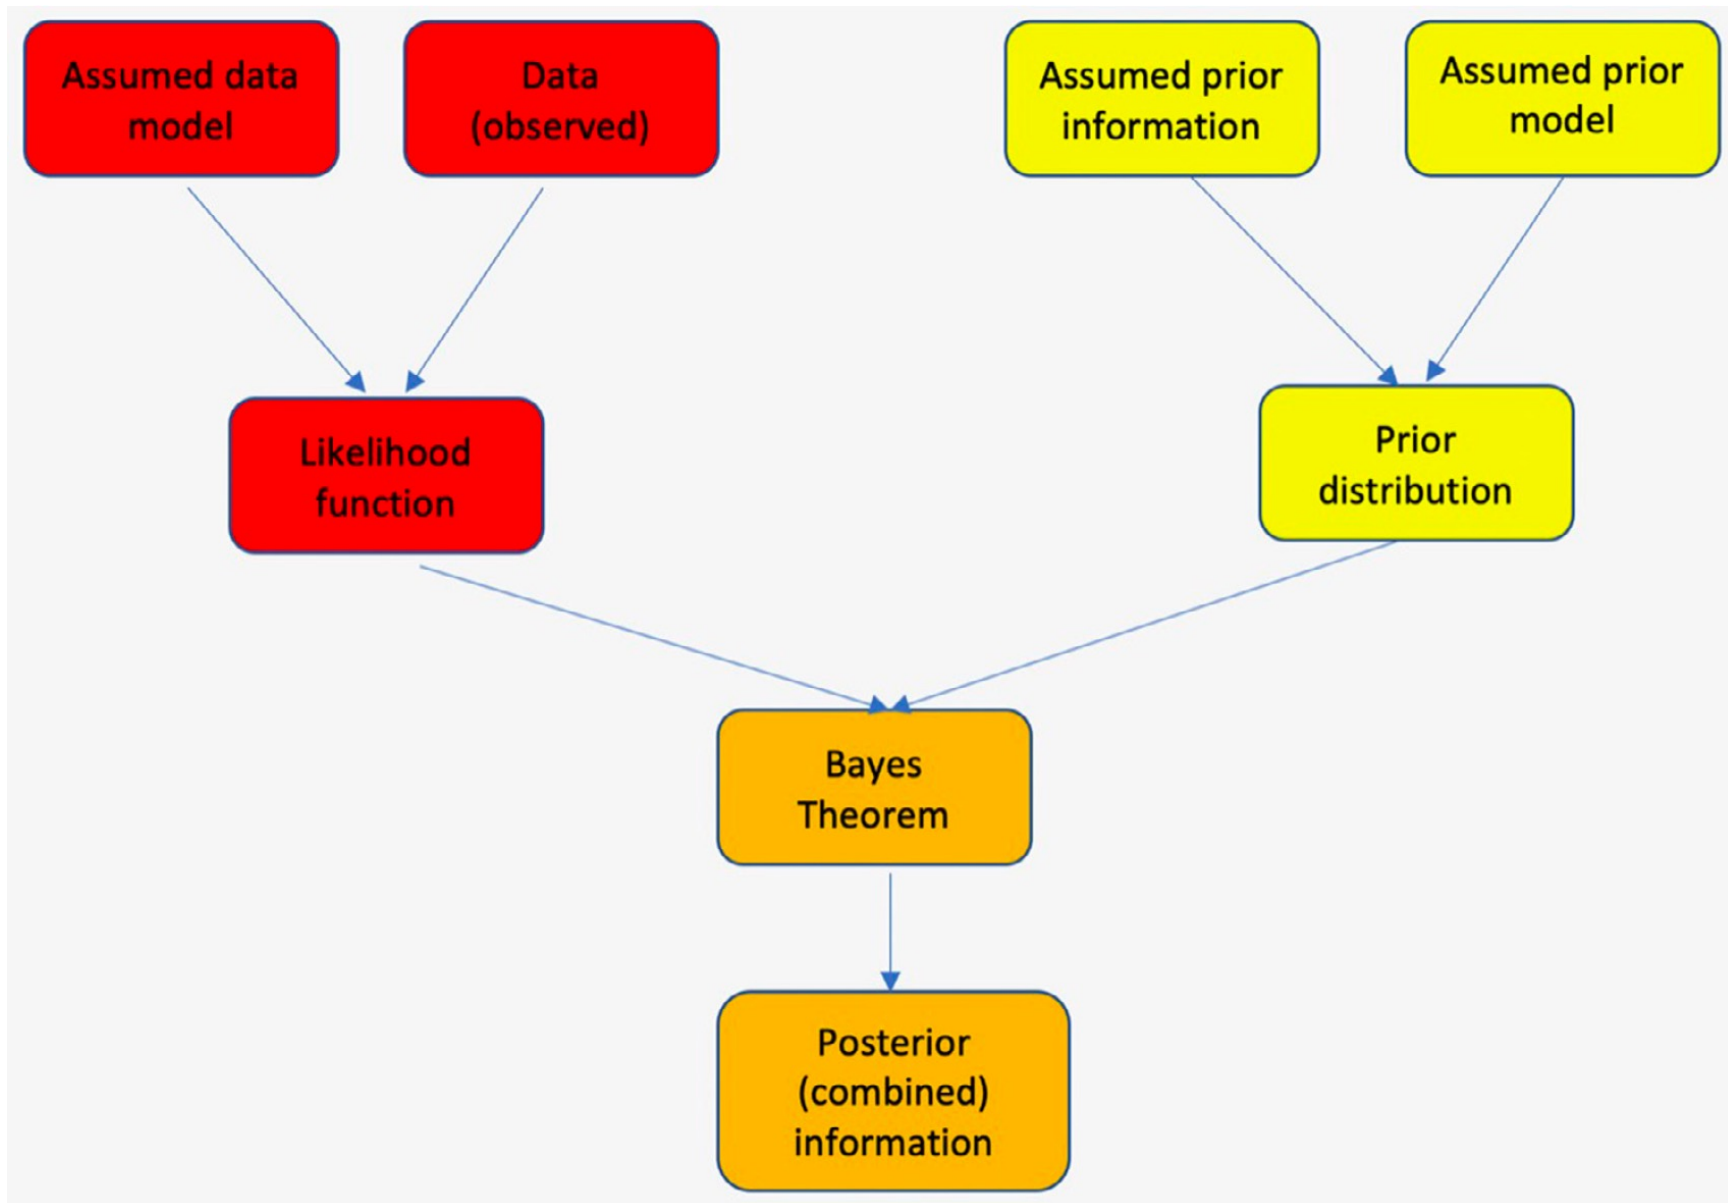 Assumed data
model
Data
(observed)
Assumed prior
information
Assumed prior
model
Likelihood
function
Prior
distribution
Bayes
Theorem
Posterior
(combined)
information